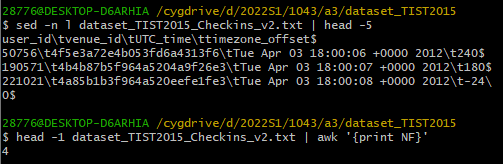 28776@DESKTOP-D6ARHIA /cygdrive/d/2022S1/1043/a3/dataset_TIST2015
$ sed -n l dataset_TIST2015_Checkins_v2.txt | head -5
user_id\tvenue_id\tUTC_time\ttimezone_offset$
50756\t4f5e3a72e4b053fd6a4313f6\tTue Apr 03 18:00:06 +0000 2012\t240$
190571\t4b4b87b5f964a5204a9f26e3\tTue Apr 03 18:00:07 +0000 2012\t180$
221021\t4a85b1b3f964a520eefe1fe3\tTue Apr 03 18:00:08 +0000 2012\t-24\
0$
28776@DESKTOP-D6ARHIA /cygdrive/d/2022S1/1043/a3/dataset_TIST2015
$ head -1 dataset_TIST2015_Checkins_v2.txt | awk '{print NF}'
4